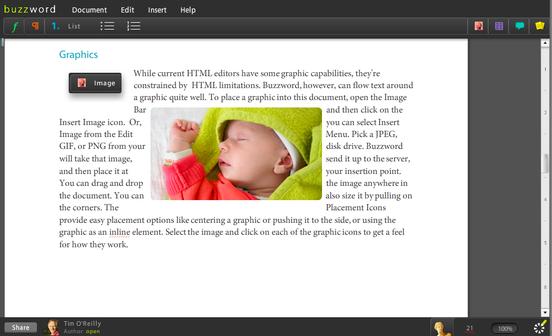 buzzword Document Edit Insert Help
f ¶ 1. List
Graphics
Image
While current HTML editors have some graphic capabilities, they're
constrained by HTML limitations. Buzzword, however, can flow text around
a graphic quite well. To place a graphic into this document, open the Image
Bar and then click on the
Insert Image icon. Or, you can select Insert
Image from the Edit Menu. Pick a JPEG,
GIF, or PNG from your disk drive. Buzzword
will take that image, send it up to the server,
and then place it at your insertion point.
You can drag and drop the image anywhere in
the document. You can also size it by pulling on
the corners. The Placement Icons
provide easy placement options like centering a graphic or pushing it to the side, or using the
graphic as an inline element. Select the image and click on each of the graphic icons to get a feel
for how they work.
Share
Tim O'Reilly
Author open
21 100%